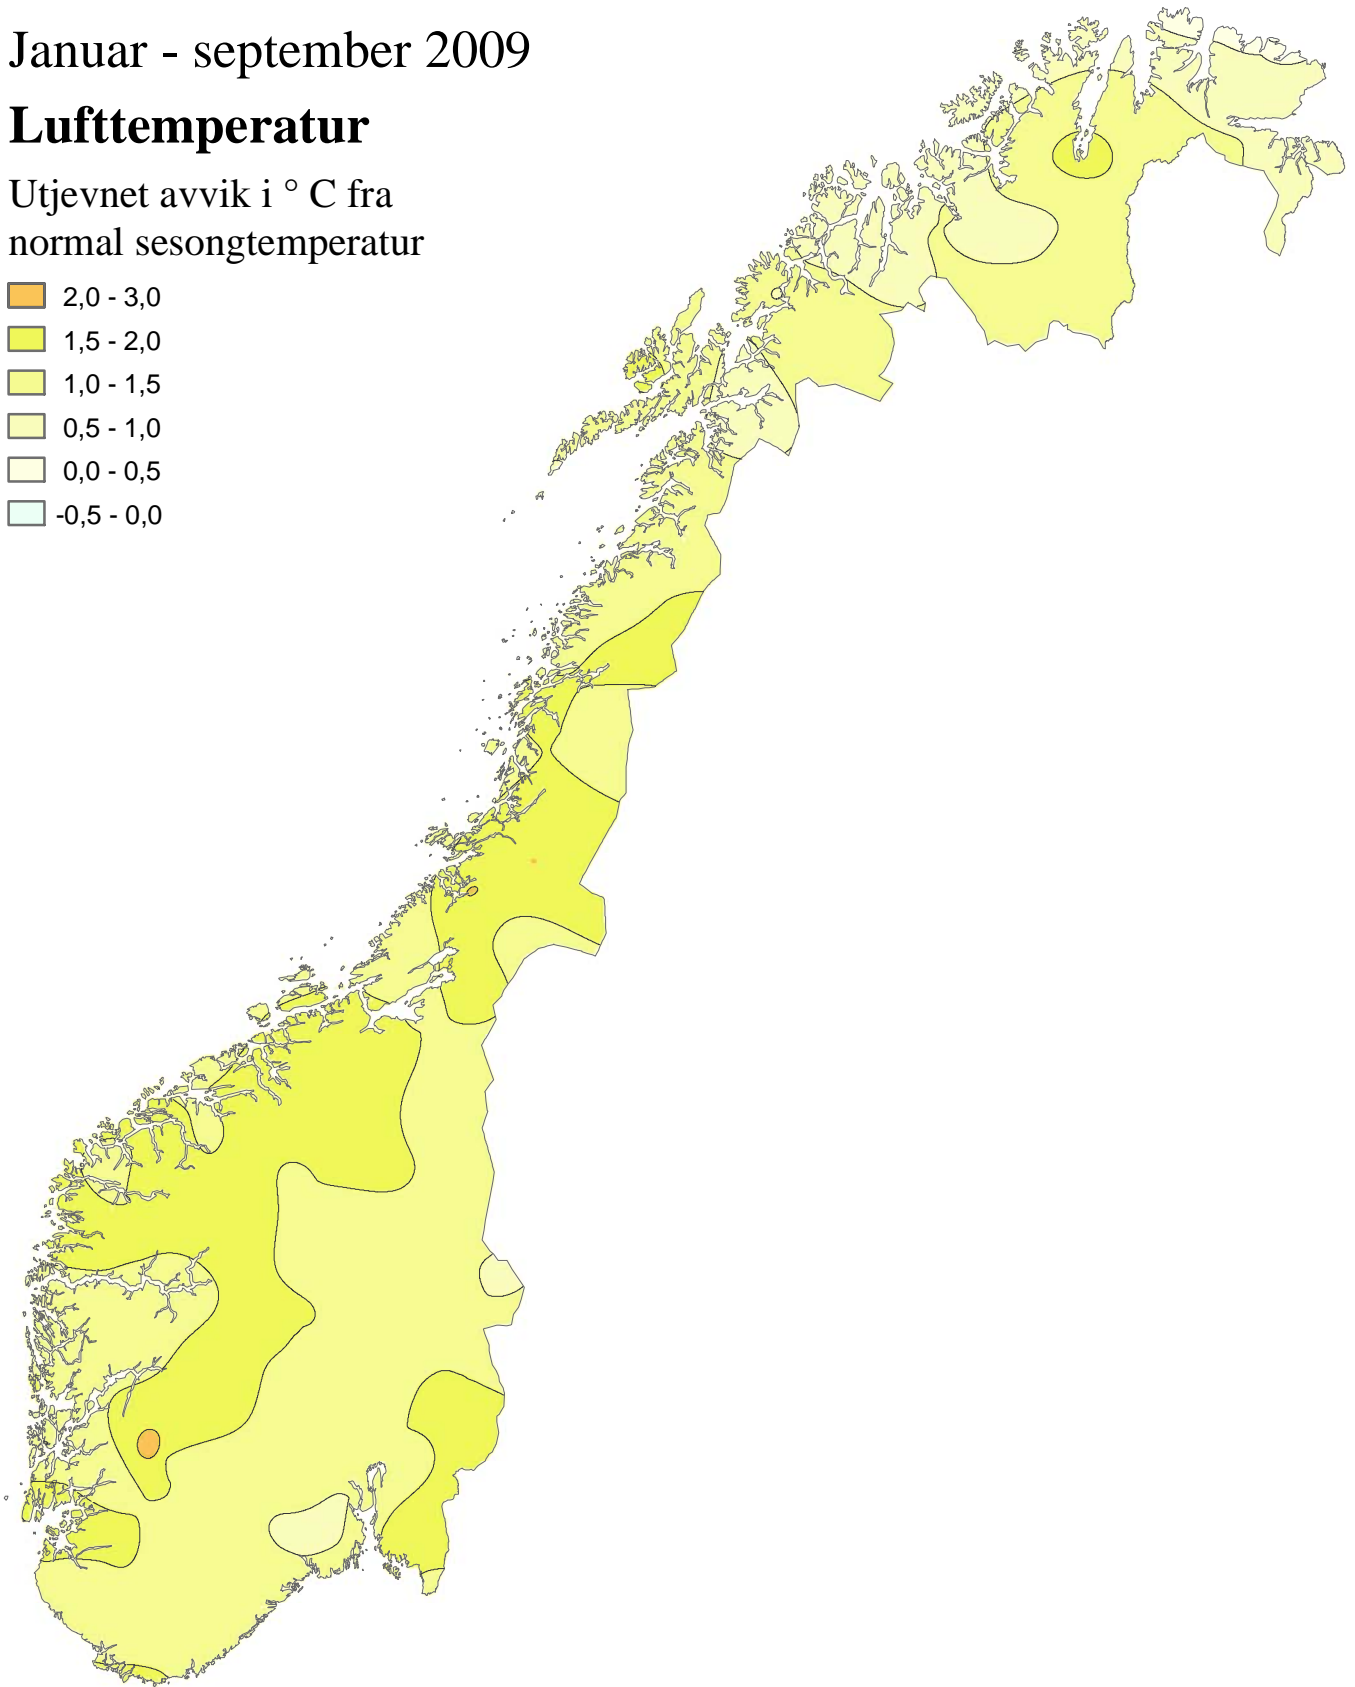 Januar - september 2009
Lufttemperatur
Utjevnet avvik i ° C fra
normal sesongtemperatur
2,0 - 3,0
1,5 - 2,0
1,0 - 1,5
0,5 - 1,0
0,0 - 0,5
-0,5 - 0,0